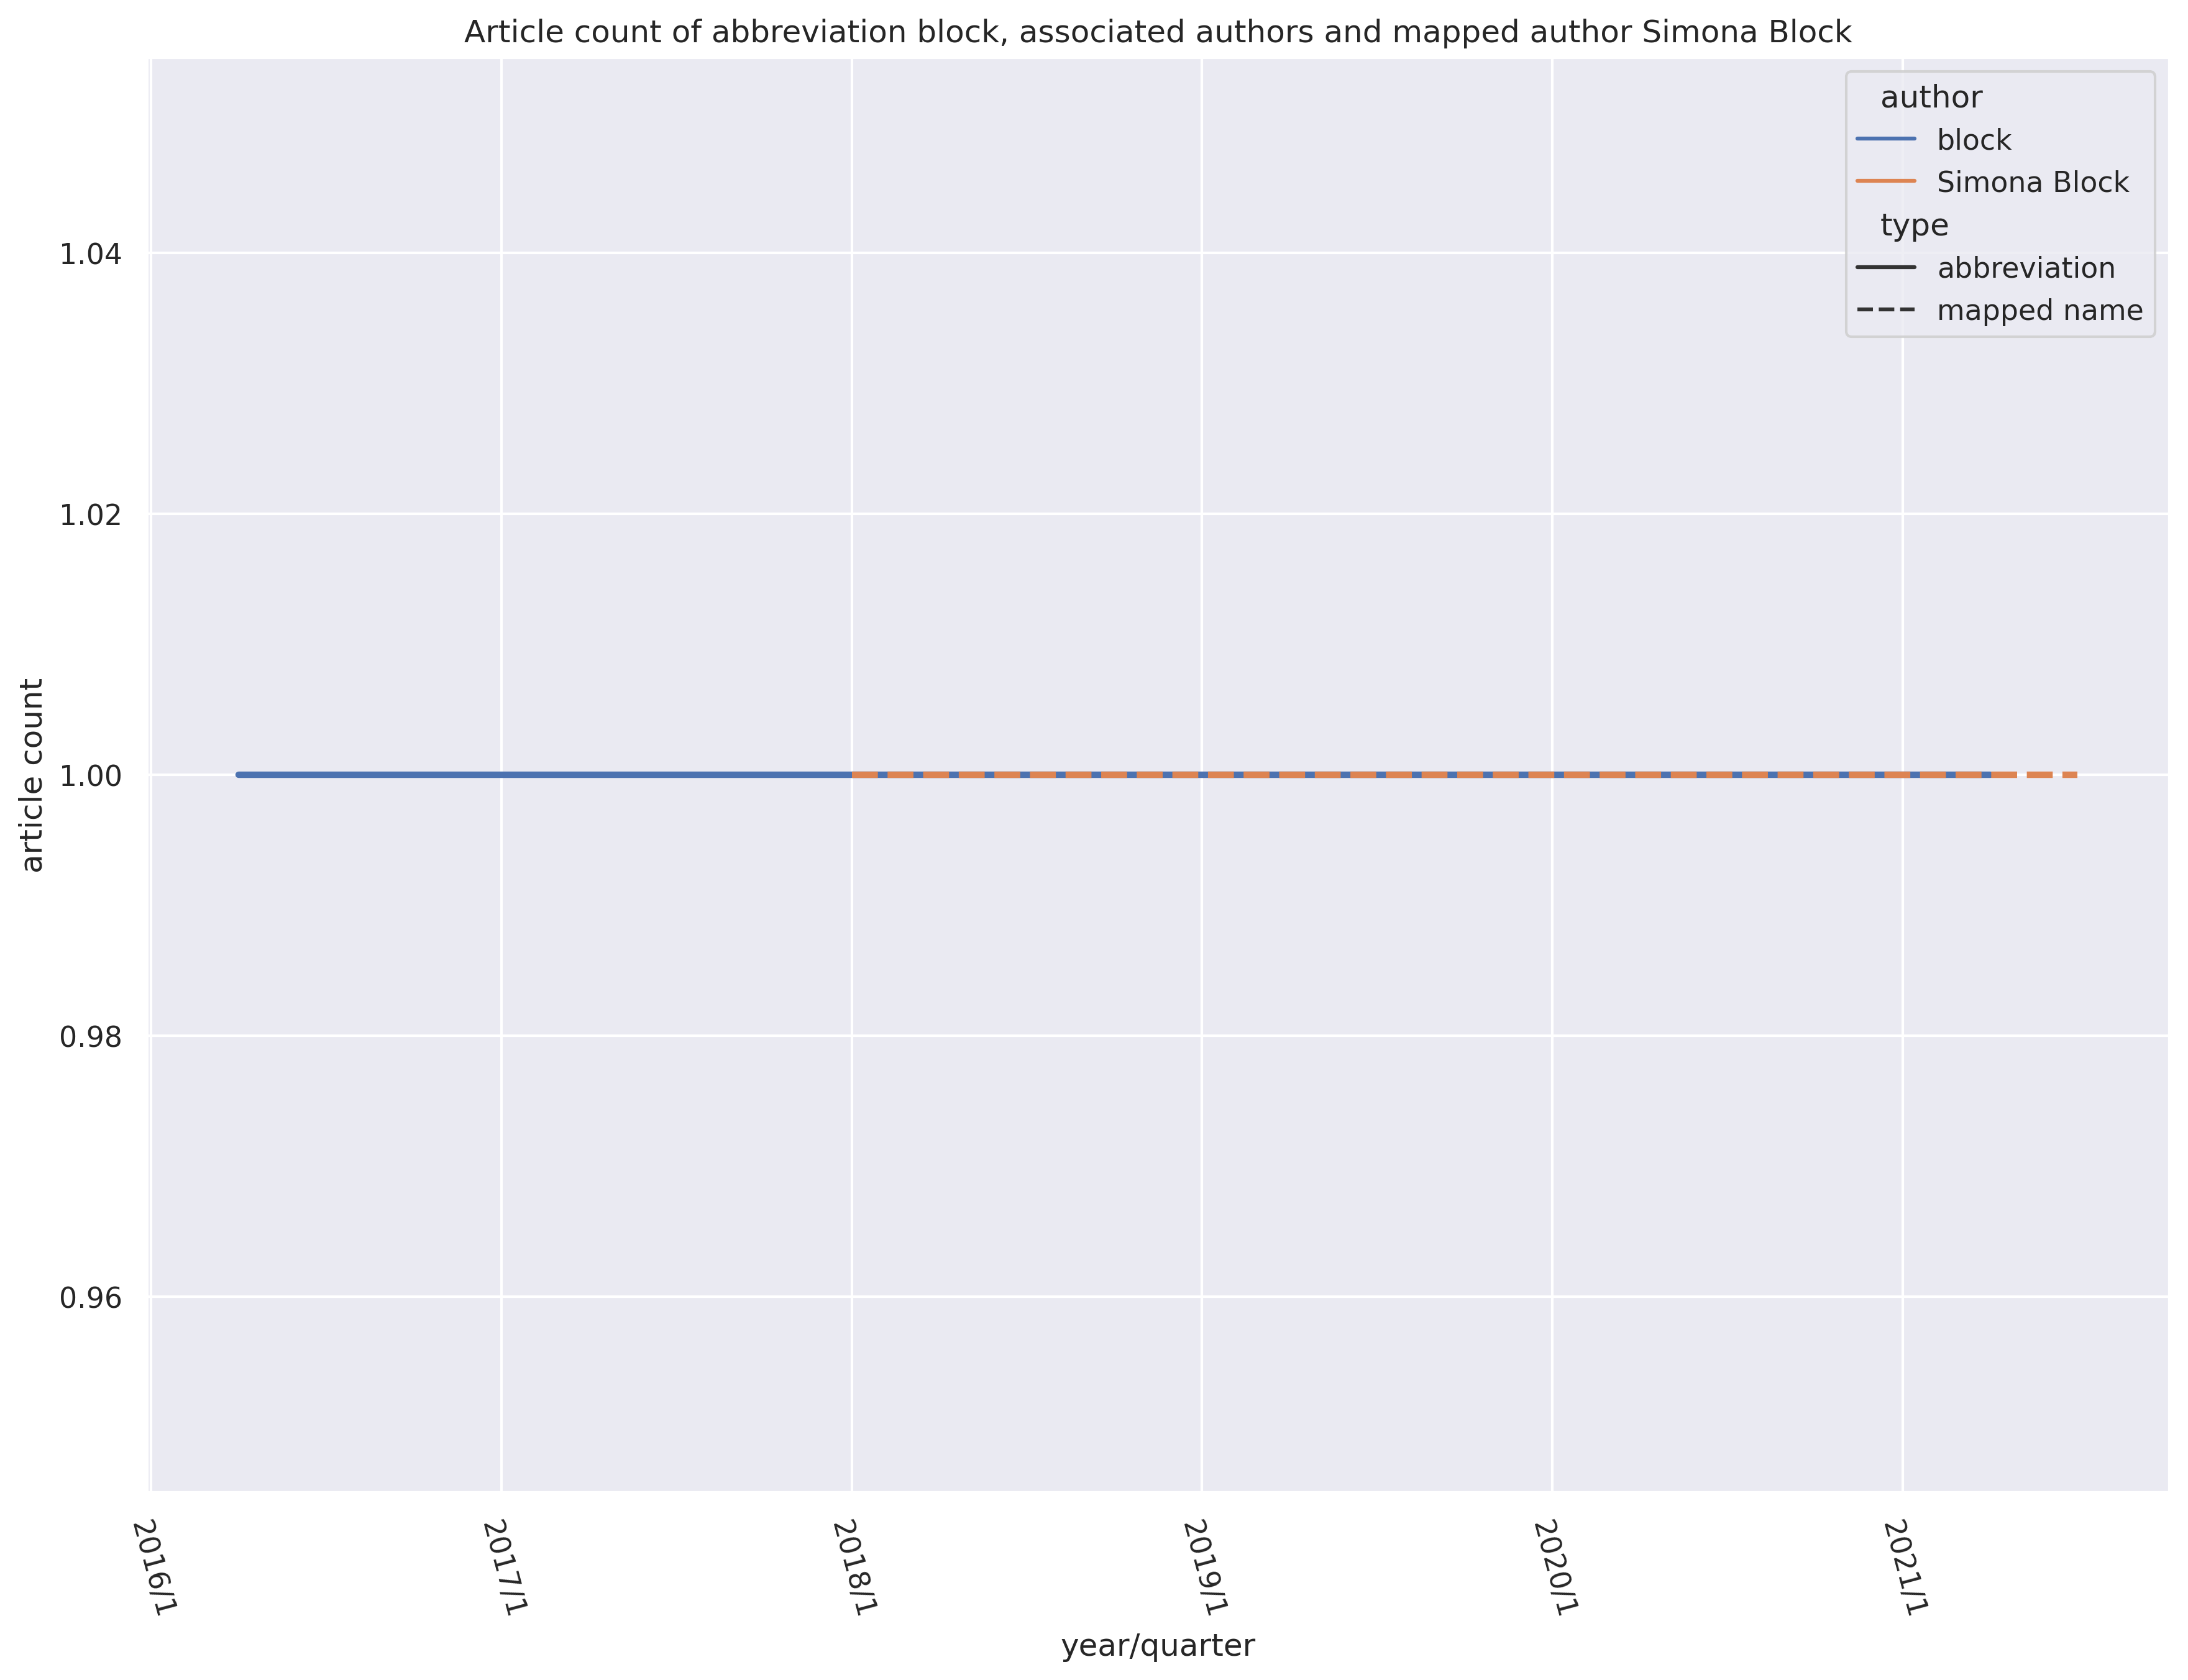 Article count of abbreviation block, associated authors and mapped author Simona Block
author
block
Simona Block
type
abbreviation
mapped name
1.04
1.02
1.00
0.98
0.96
article count
2016/1
2017/1
2018/1
2019/1
2020/1
2021/1
year/quarter